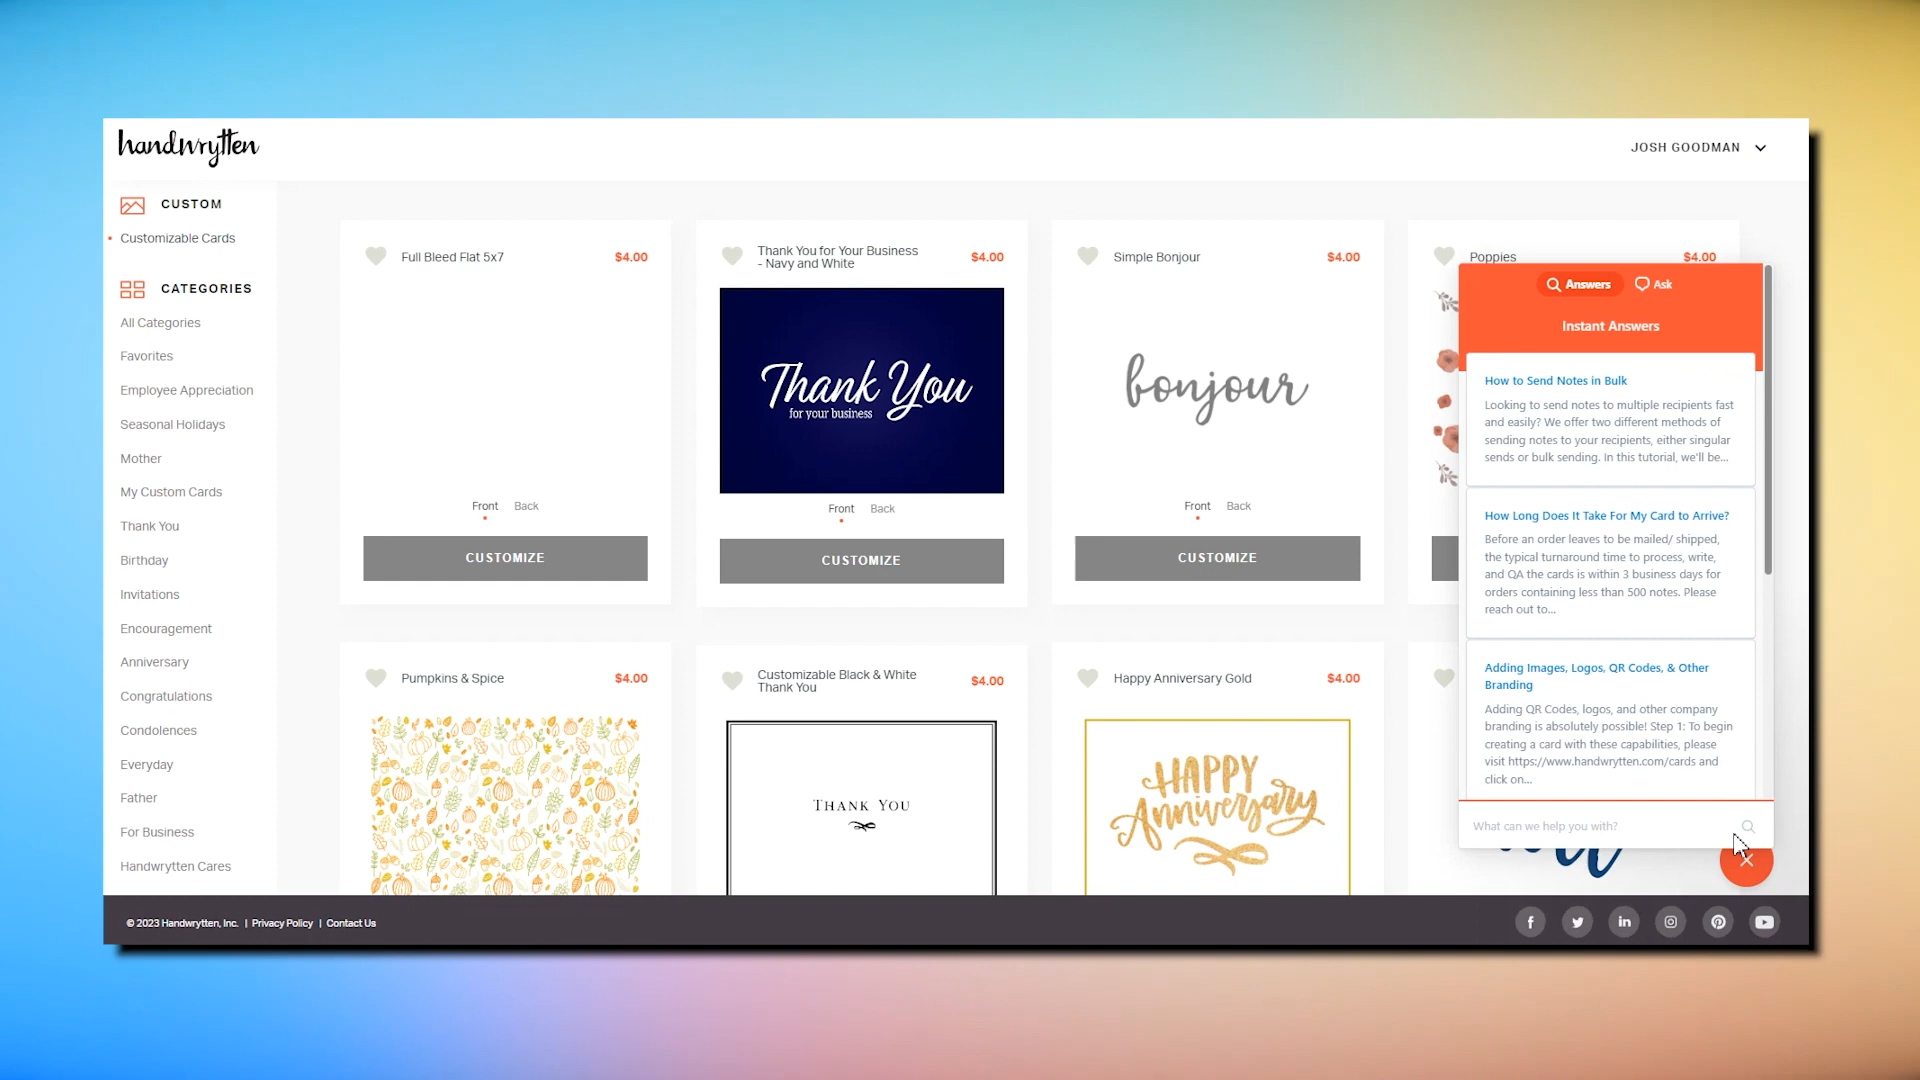 handwrytten
JOSH GOODMAN
CUSTOM
Customizable Cards
CATEGORIES
All Categories
Favorites
Employee Appreciation
Seasonal Holidays
Mother
My Custom Cards
Thank You
Birthday
Invitations
Encouragement
Anniversary
Congratulations
Condolences
Everyday
Father
For Business
Handwrytten Cares
Full Bleed Flat 5x7
$4.00
Front Back
CUSTOMIZE
Thank You for Your Business
- Navy and White
$4.00
Thank You
for your business
Front Back
CUSTOMIZE
Simple Bonjour
$4.00
bonjour
Front Back
CUSTOMIZE
Poppies
$4.00
Pumpkins & Spice
$4.00
Customizable Black & White
Thank You
$4.00
THANK YOU
Happy Anniversary Gold
$4.00
HAPPY
Anniversary
Answers
Ask
Instant Answers
How to Send Notes in Bulk
Looking to send notes to multiple recipients fast
and easily? We offer two different methods of
sending notes to your recipients, either singular
sends or bulk sending. In this tutorial, we'll be...
How Long Does It Take For My Card to Arrive?
Before an order leaves to be mailed/ shipped,
the typical turnaround time to process, write,
and QA the cards is within 3 business days for
orders containing less than 500 notes. Please
reach out to...
Adding Images, Logos, QR Codes, & Other
Branding
Adding QR Codes, logos, and other company
branding is absolutely possible! Step 1: To begin
creating a card with these capabilities, please
visit https://www.handwrytten.com/cards and
click on...
What can we help you with?
© 2023 Handwrytten, Inc. | Privacy Policy | Contact Us